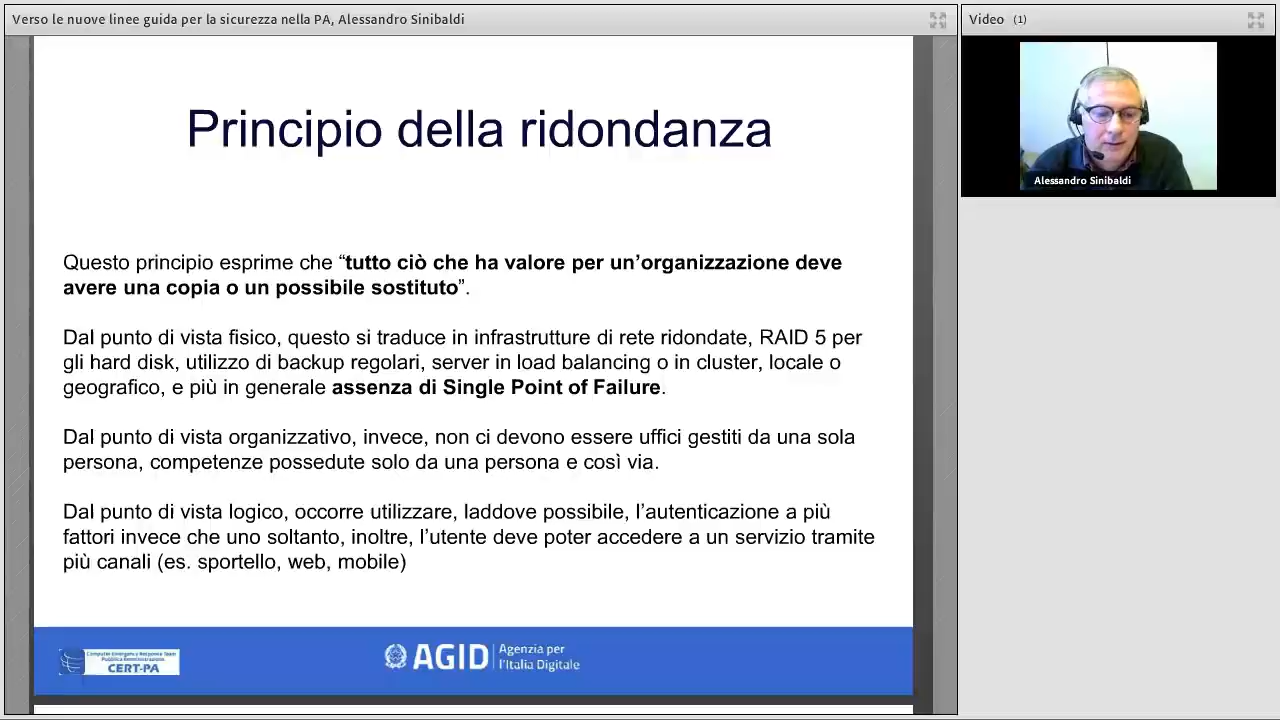 Verso le nuove linee guida per la sicurezza nella PA, Alessandro Sinibaldi
Video (1)
Alessandro Sinibaldi
Principio della ridondanza
Questo principio esprime che “tutto ciò che ha valore per un’organizzazione deve
avere una copia o un possibile sostituto”.
Dal punto di vista fisico, questo si traduce in infrastrutture di rete ridondate, RAID 5 per
gli hard disk, utilizzo di backup regolari, server in load balancing o in cluster, locale o
geografico, e più in generale assenza di Single Point of Failure.
Dal punto di vista organizzativo, invece, non ci devono essere uffici gestiti da una sola
persona, competenze possedute solo da una persona e così via.
Dal punto di vista logico, occorre utilizzare, laddove possibile, l’autenticazione a più
fattori invece che uno soltanto, inoltre, l’utente deve poter accedere a un servizio tramite
più canali (es. sportello, web, mobile)
CERT-PA
AGID
Agenzia per
l’Italia Digitale